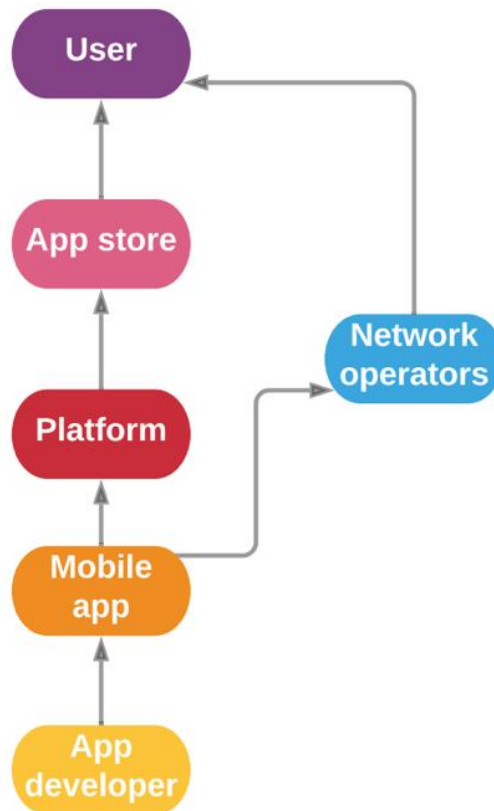 User
App store
Network
operators
Platform
Mobile
app
App
developer